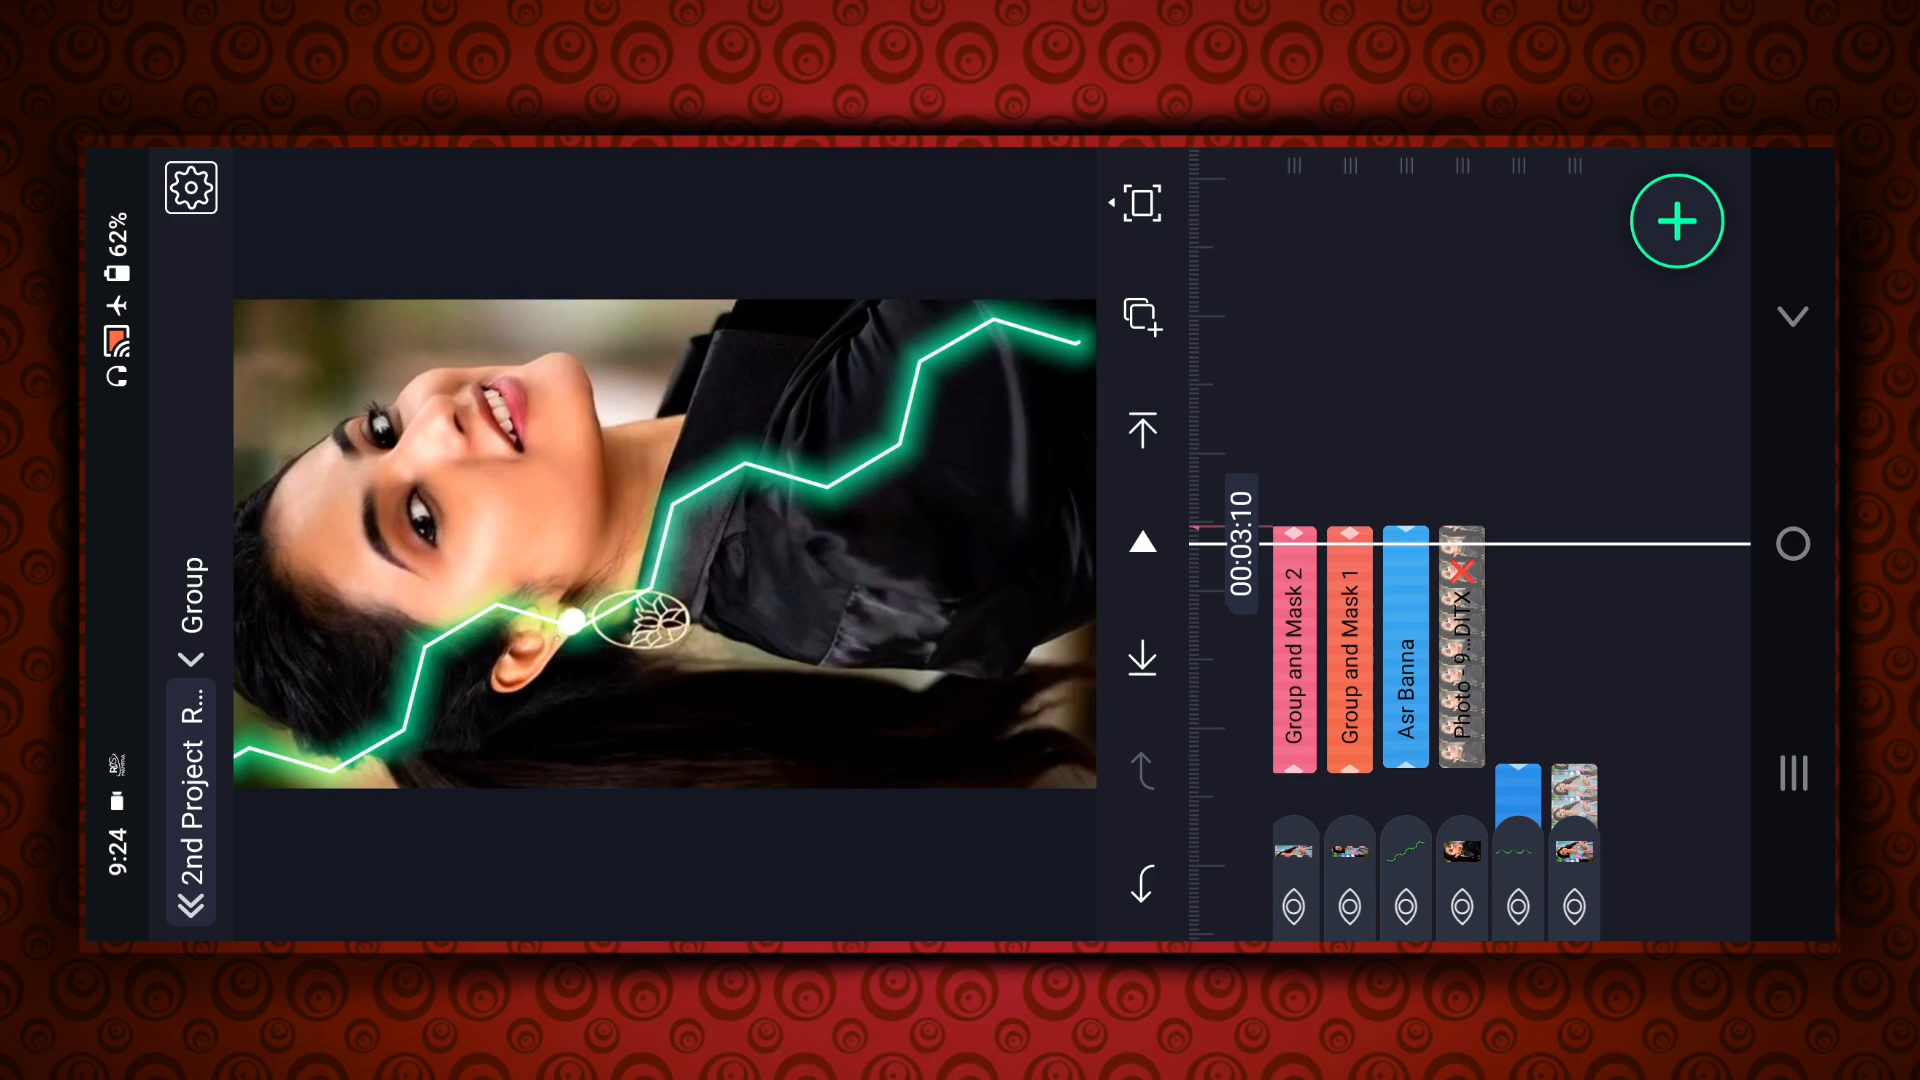 9:24
62%
2nd Project R...
Group
00:03:10
Group and Mask 2
Group and Mask 1
Asr Banna
Photo - 9...DITX